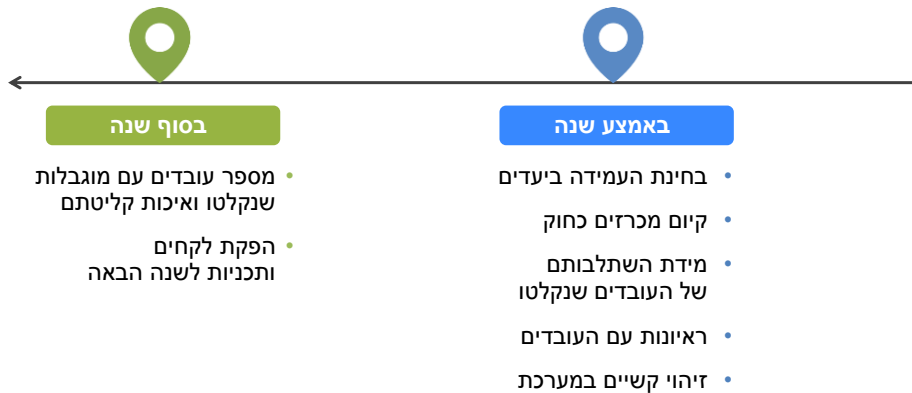 באמצע שנה
• בחינת העמידה ביעדים
• קיום מכרזים כחוק
• מידת השתלבותם
של העובדים שנקלטו
• ראיונות עם העובדים
• זיהוי קשיים במערכת
בסוף שנה
• מספר עובדים עם מוגבלות
שנקלטו ואיכות קליטתם
• הפקת לקחים
ותכניות לשנה הבאה